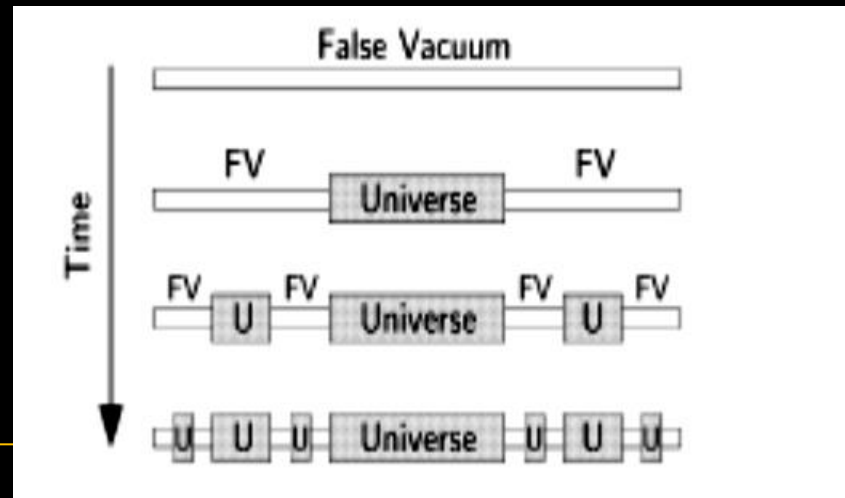 False Vacuum
Time
FV FV
Universe
FV FV FV FV
U Universe U
U U U Universe U U U